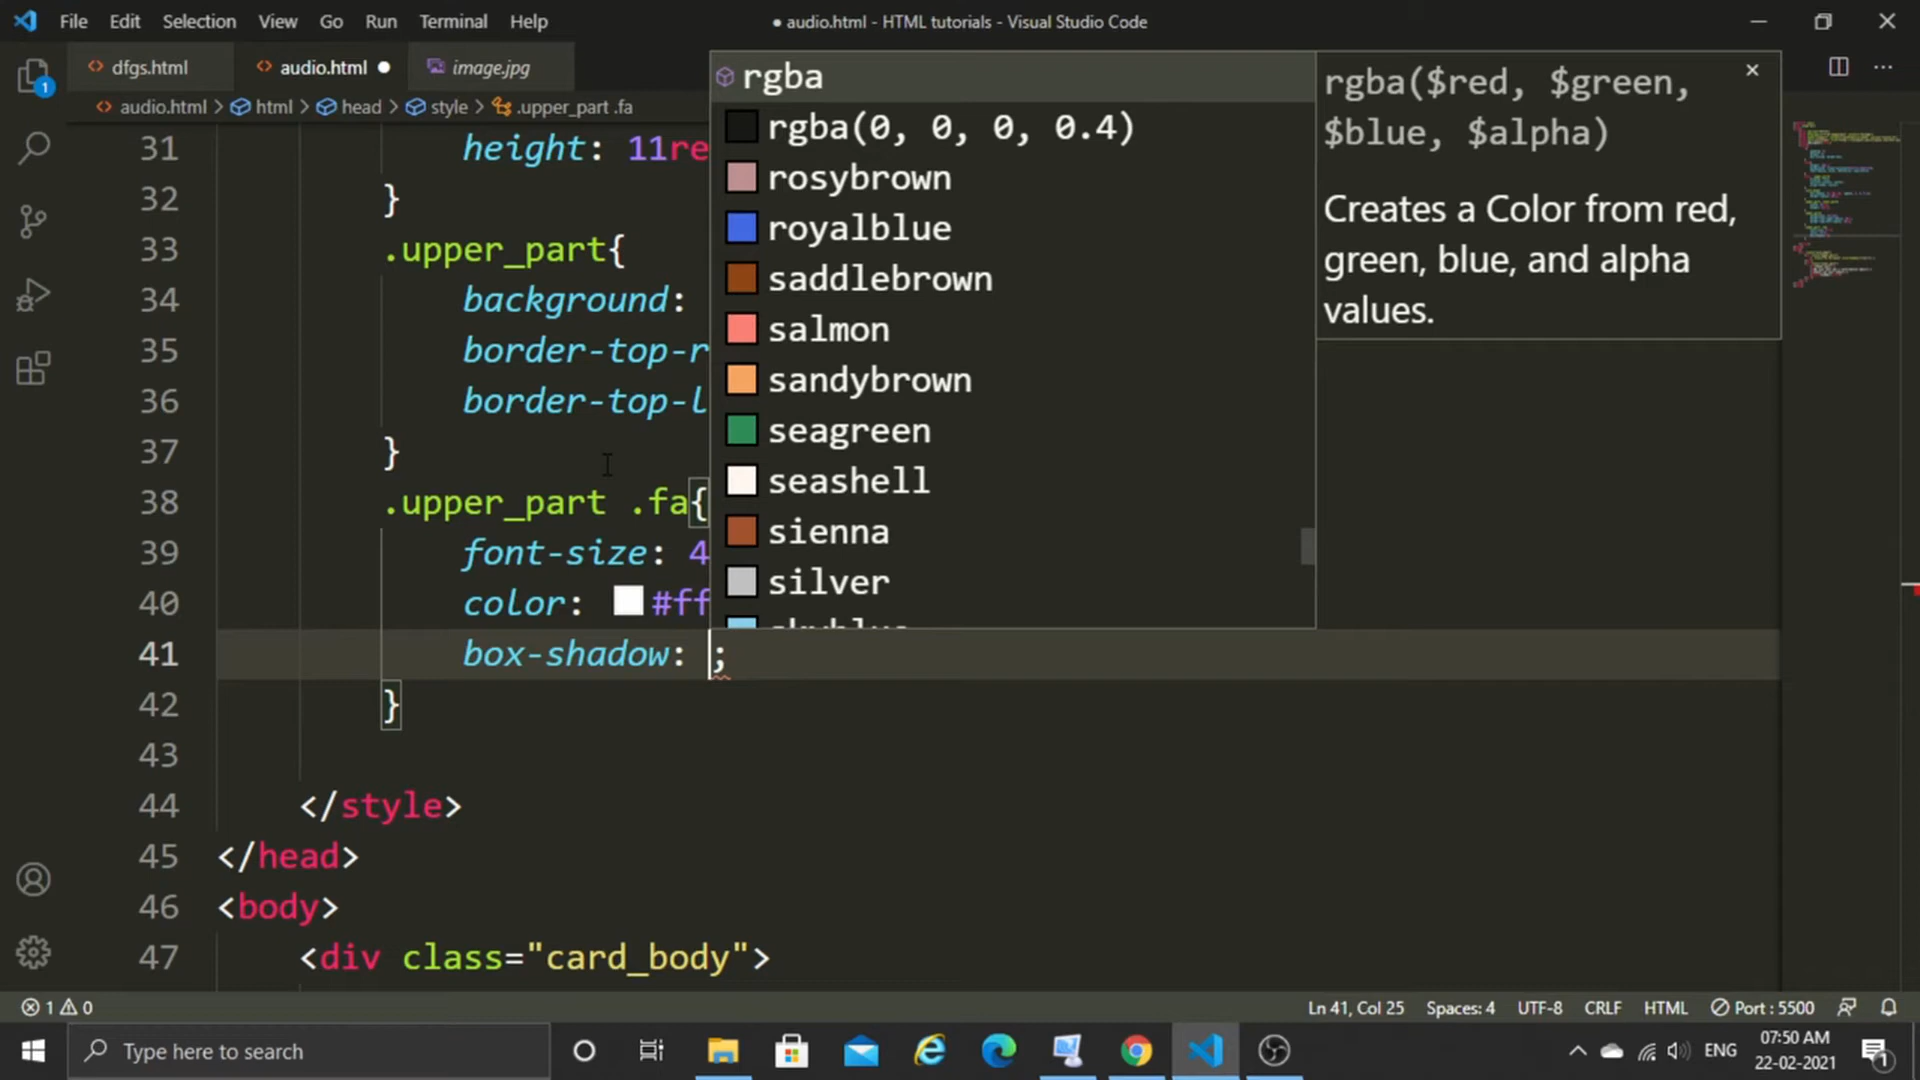 File Edit Selection View Go Run Terminal Help
● audio.html - HTML tutorials - Visual Studio Code
dfgs.html audio.html ● image.jpg
audio.html > html > head > style > .upper_part .fa
31 height: 11re
32 }
33 .upper_part{
34 background:
35 border-top-r
36 border-top-l
37 }
38 .upper_part .fa{
39 font-size: 4
40 color: #ff
41 box-shadow: ;
42 }
43
44 </style>
45 </head>
46 <body>
47 <div class="card_body">
rgba
rgba(0, 0, 0, 0.4)
rosybrown
royalblue
saddlebrown
salmon
sandybrown
seagreen
seashell
sienna
silver
skyblue
rgba($red, $green,
$blue, $alpha)
Creates a Color from red,
green, blue, and alpha
values.
1
1 0 Ln 41, Col 25 Spaces: 4 UTF-8 CRLF HTML Port : 5500
Type here to search
ENG
07:50 AM
22-02-2021
1